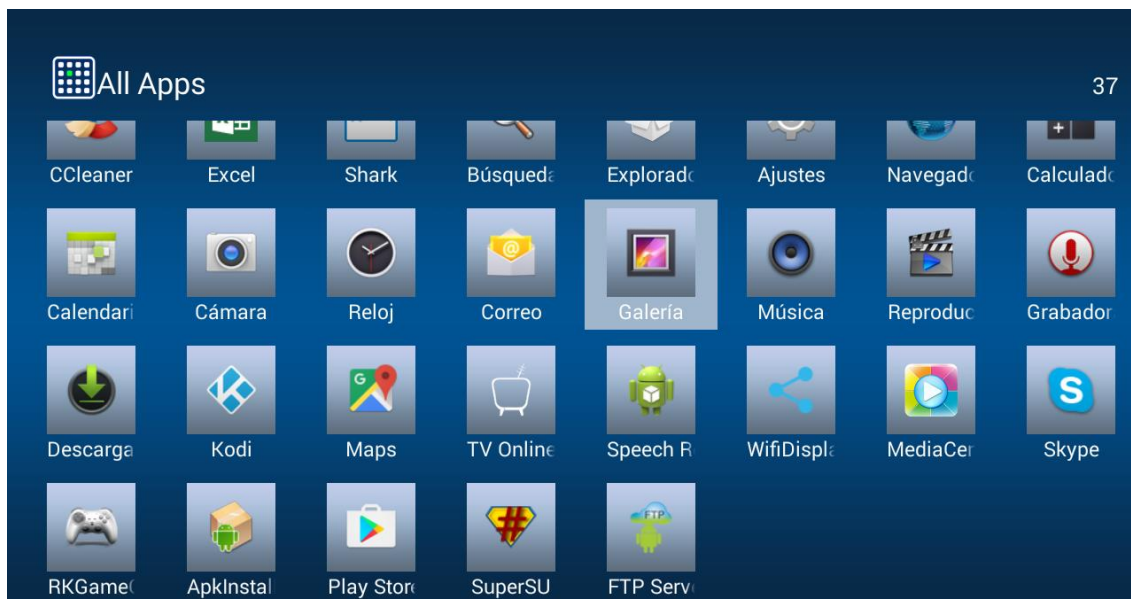 All Apps 37
CCleaner Excel Shark Búsqueda Explorado Ajustes Navegado Calculado
Calendari Cámara Reloj Correo Galería Música Reproduc Grabador
Descarga Kodi Maps TV Online Speech R WifiDispla MediaCer Skype
RKGame( ApkInstal Play Store SuperSU FTP Serv